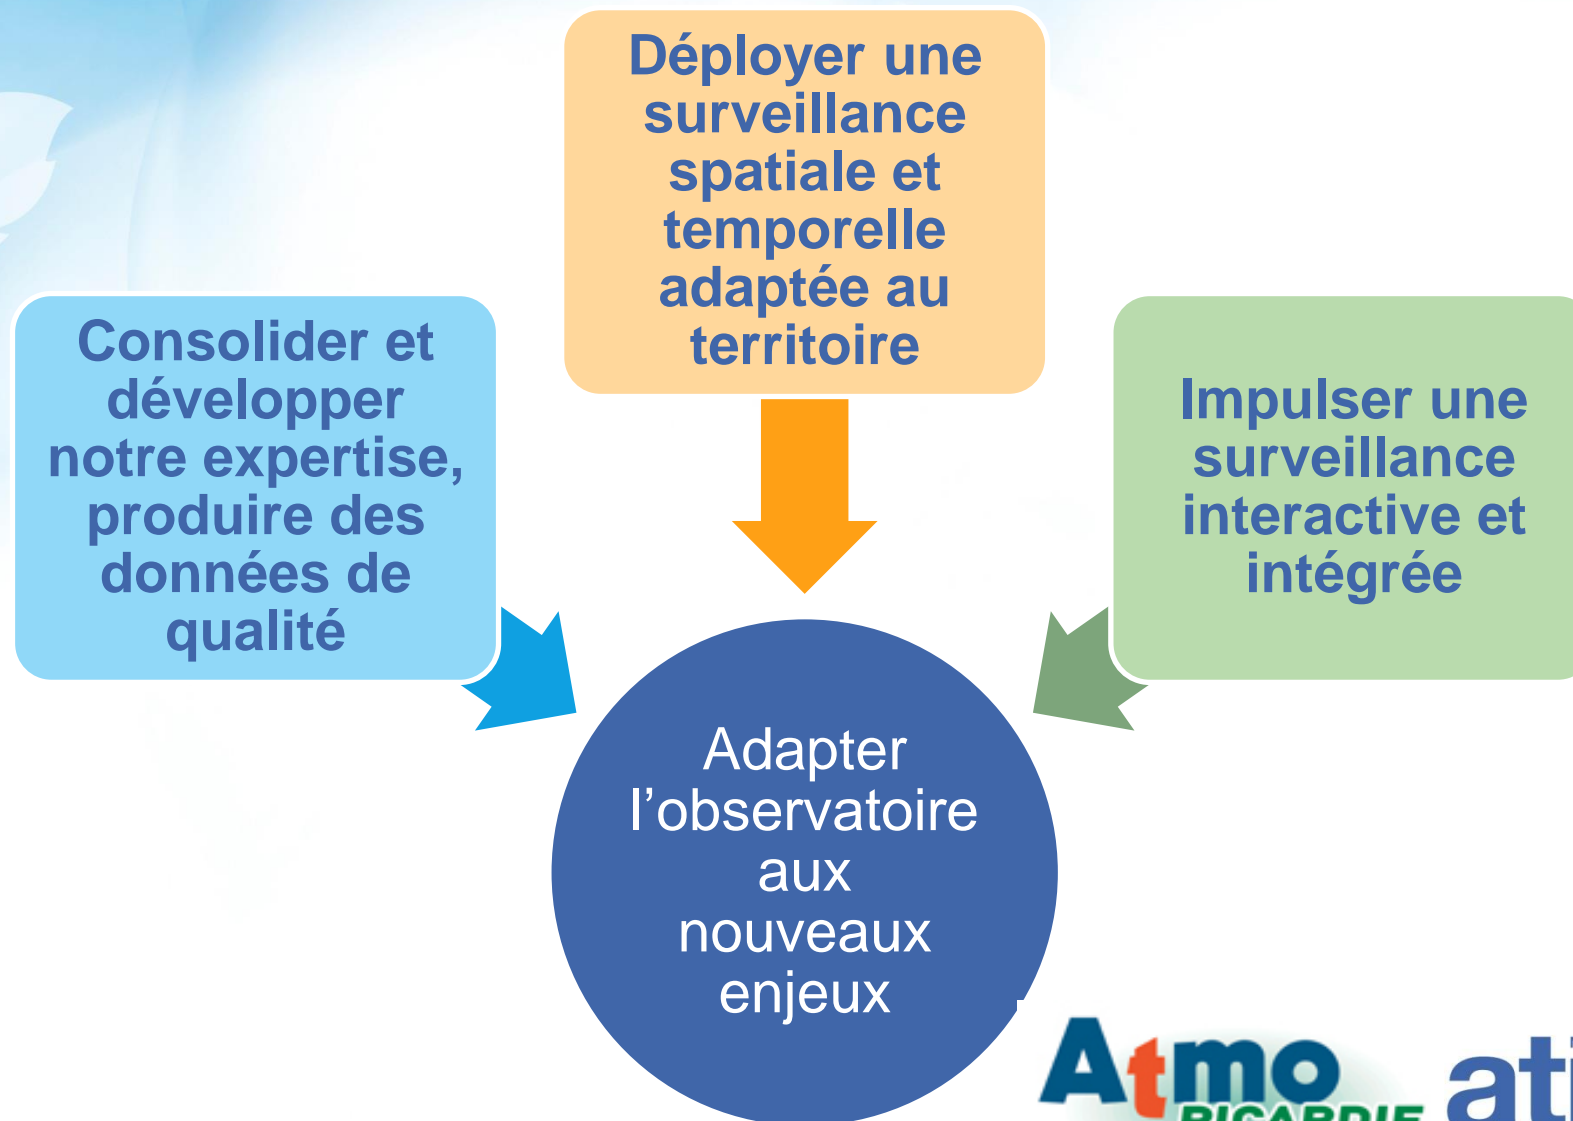 Déployer une
surveillance
spatiale et
temporelle
adaptée au
territoire
Consolider et
développer
notre expertise,
produire des
données de
qualité
Impulser une
surveillance
interactive et
intégrée
Adapter
l’observatoire
aux
nouveaux
enjeux
Atmo
PICARDIE